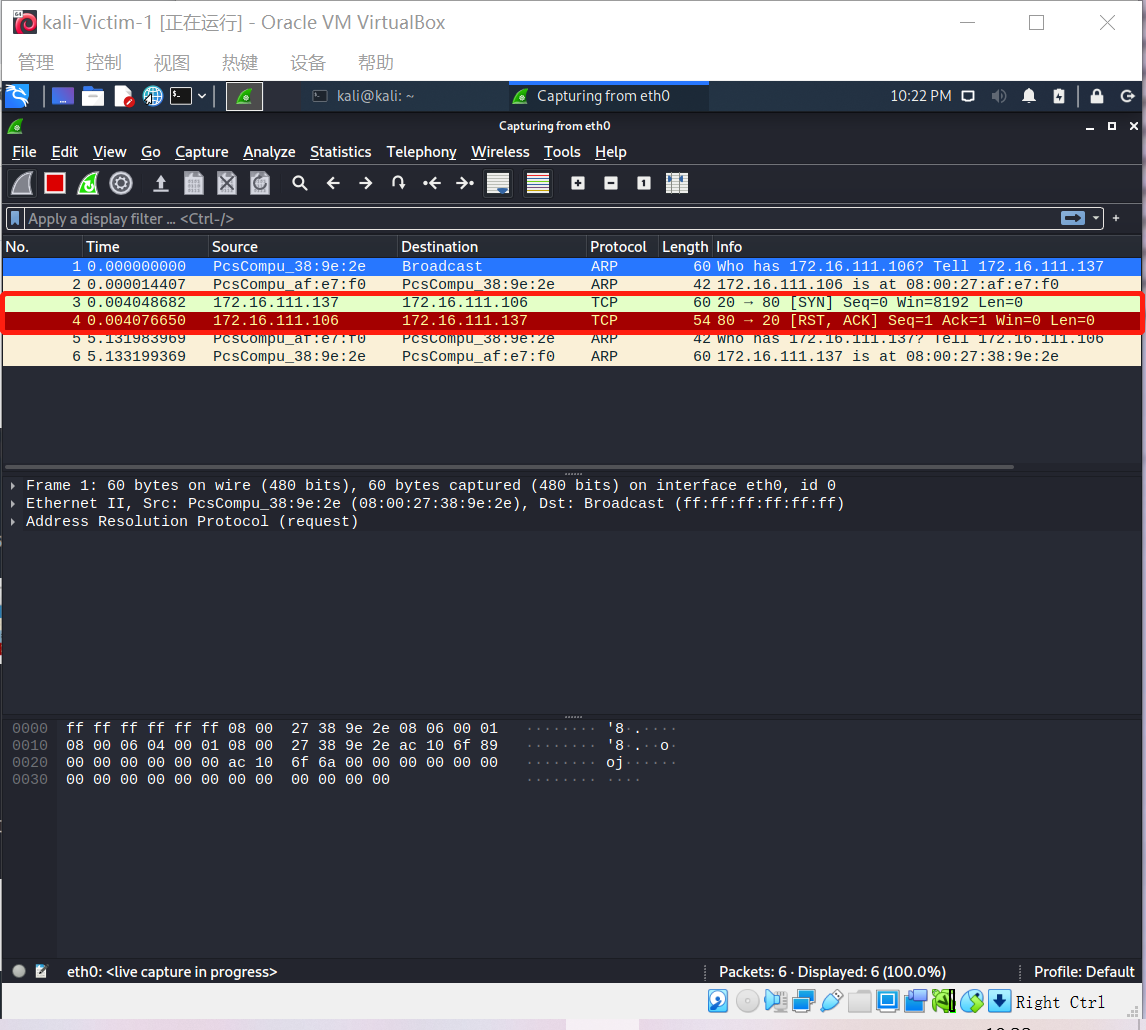 kali-Victim-1 [正在运行] - Oracle VM VirtualBox
管理 控制 视图 热键 设备 帮助
kali@kali: ~ Capturing from eth0 10:22 PM
Capturing from eth0
File Edit View Go Capture Analyze Statistics Telephony Wireless Tools Help
Apply a display filter ... <Ctrl-/> +
No. Time Source Destination Protocol Length Info
1 0.000000000 PcsCompu_38:9e:2e Broadcast ARP 60 Who has 172.16.111.106? Tell 172.16.111.137
2 0.000014407 PcsCompu_af:e7:f0 PcsCompu_38:9e:2e ARP 42 172.16.111.106 is at 08:00:27:af:e7:f0
3 0.004048682 172.16.111.137 172.16.111.106 TCP 60 20 → 80 [SYN] Seq=0 Win=8192 Len=0
4 0.004076650 172.16.111.106 172.16.111.137 TCP 54 80 → 20 [RST, ACK] Seq=1 Ack=1 Win=0 Len=0
5 5.131983969 PcsCompu_af:e7:f0 PcsCompu_38:9e:2e ARP 42 Who has 172.16.111.137? Tell 172.16.111.106
6 5.133199369 PcsCompu_38:9e:2e PcsCompu_af:e7:f0 ARP 60 172.16.111.137 is at 08:00:27:38:9e:2e
Frame 1: 60 bytes on wire (480 bits), 60 bytes captured (480 bits) on interface eth0, id 0
Ethernet II, Src: PcsCompu_38:9e:2e (08:00:27:38:9e:2e), Dst: Broadcast (ff:ff:ff:ff:ff:ff)
Address Resolution Protocol (request)
0000 ff ff ff ff ff ff 08 00 27 38 9e 2e 08 06 00 01 ········ '8·.····
0010 08 00 06 04 00 01 08 00 27 38 9e 2e ac 10 6f 89 ········ '8·.··o·
0020 00 00 00 00 00 00 ac 10 6f 6a 00 00 00 00 00 00 ········ oj······
0030 00 00 00 00 00 00 00 00 00 00 00 00 ········ ····
eth0: <live capture in progress> Packets: 6 · Displayed: 6 (100.0%) Profile: Default
Right Ctrl